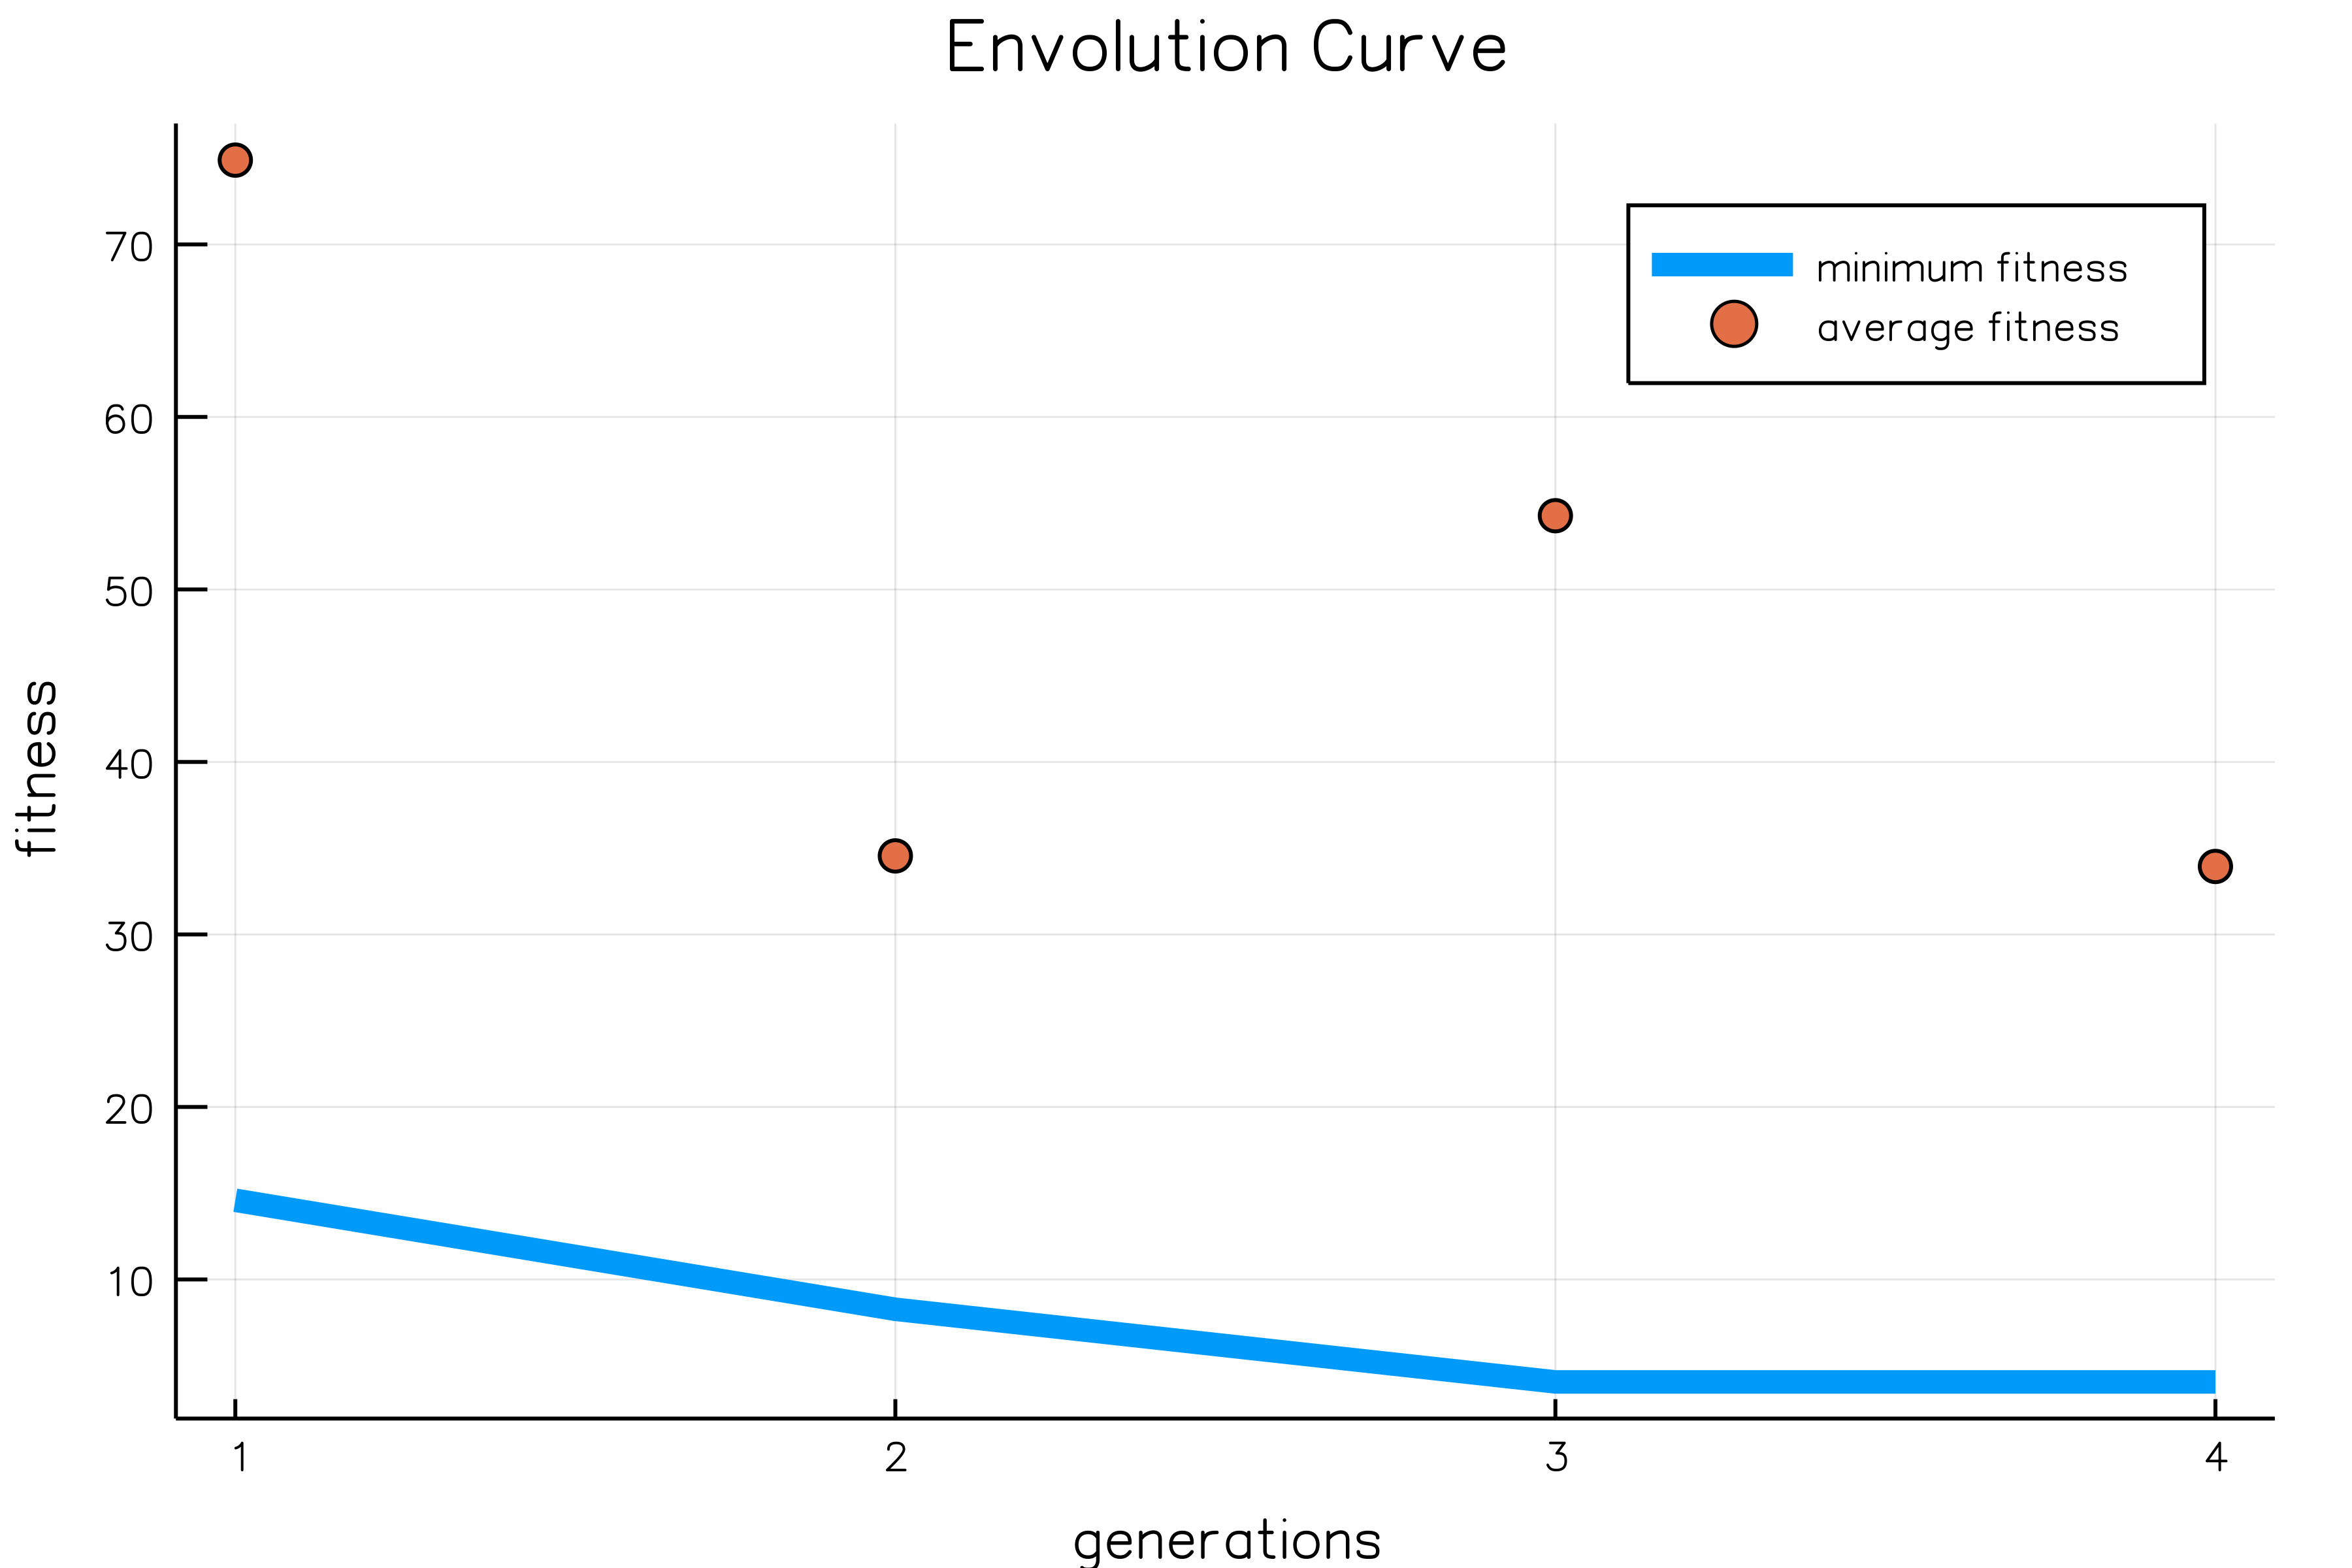 Envolution Curve
minimum fitness
average fitness
70
60
50
40
30
20
10
fitness
1 2 3 4
generations